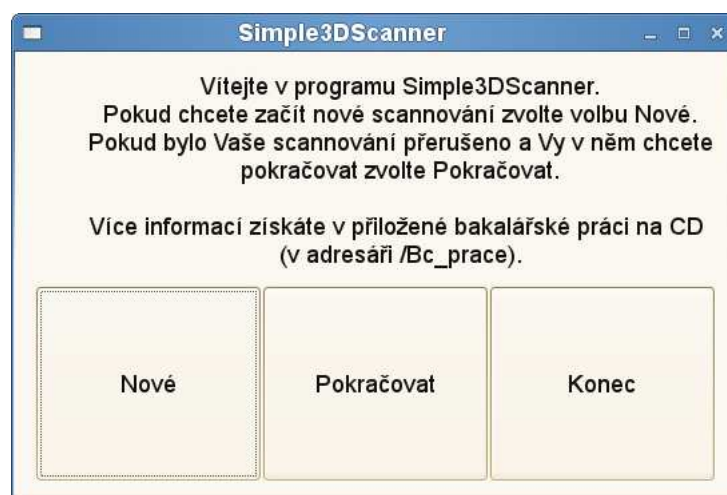 Simple3DScanner
Vítejte v programu Simple3DScanner.
Pokud chcete začít nové scannování zvolte volbu Nové.
Pokud bylo Vaše scannování přerušeno a Vy v něm chcete
pokračovat zvolte Pokračovat.
Více informací získáte v přiložené bakalářské práci na CD
(v adresáři /Bc_prace).
Nové
Pokračovat
Konec